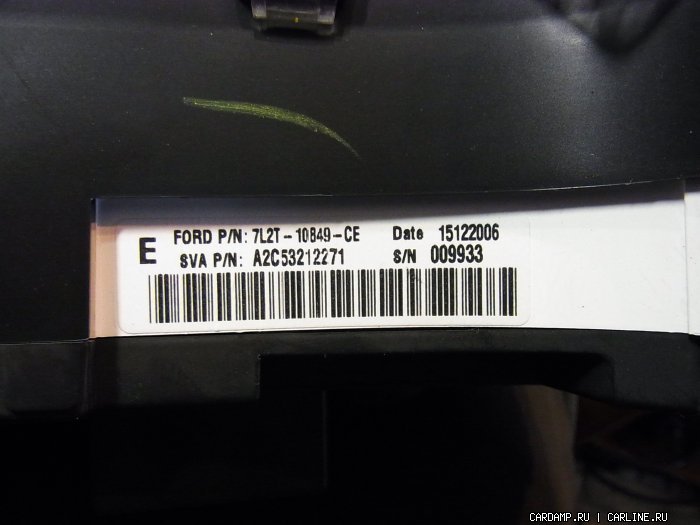 E FORD P/N: 7L2T-10849-CE Date 15122006
SVA P/N: A2C53212271 S/N 009933
CARDAMP.RU | CARLINE.RU